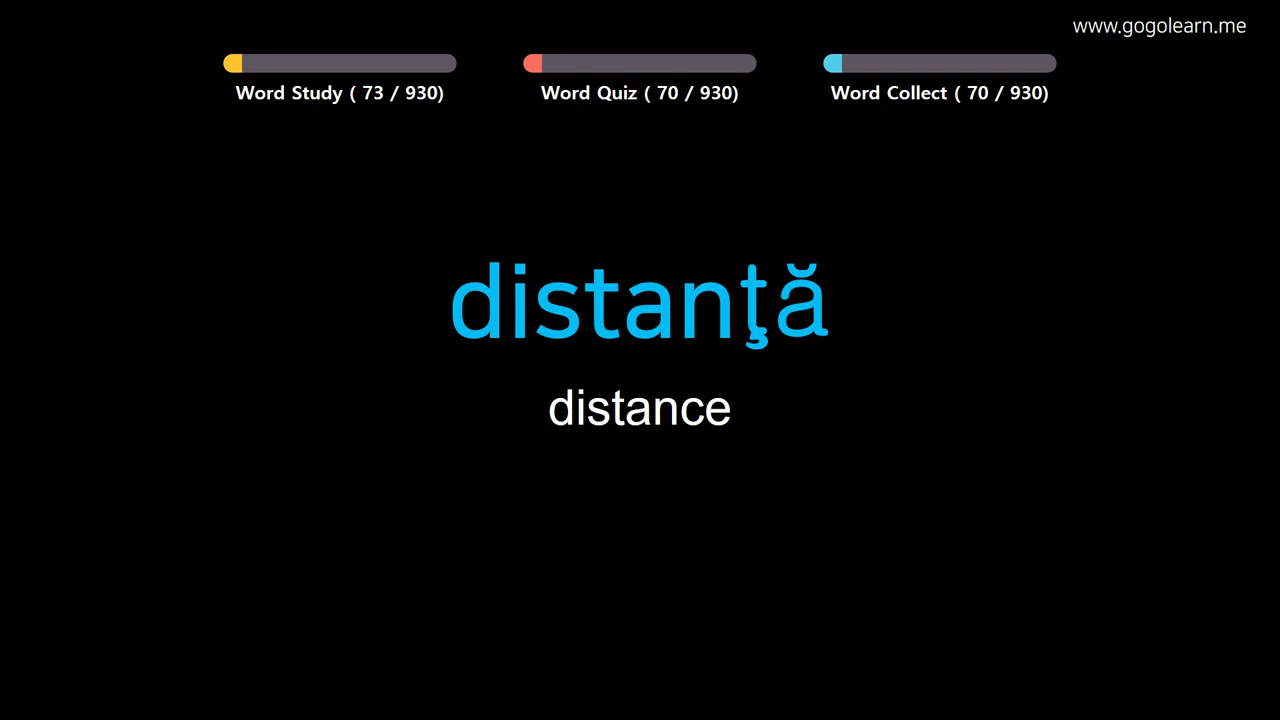 www.gogolearn.me
Word Study ( 73 / 930)
Word Quiz ( 70 / 930)
Word Collect ( 70 / 930)
distanţă
distance